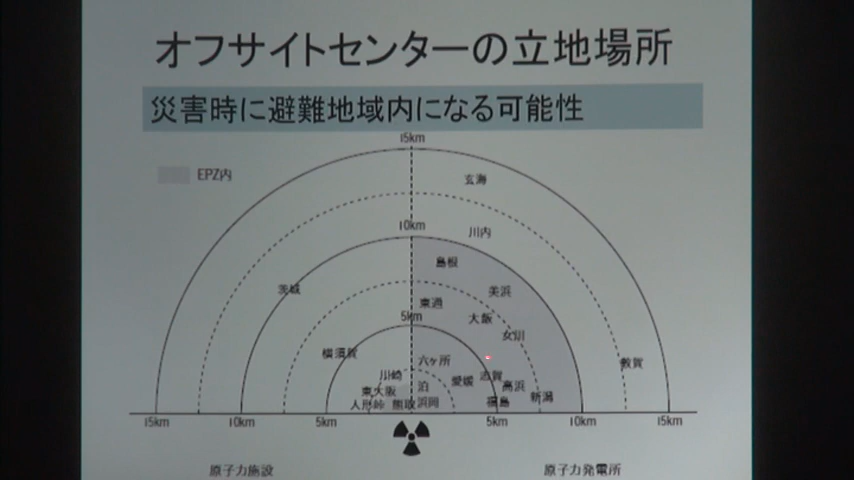 オフサイトセンターの立地場所
災害時に避難地域内になる可能性
15km
EPZ内
玄海
10km
川内
島根
茨城
美浜
東通
5km
大飯
女川
横須賀
六ヶ所
敦賀
川崎
泊
愛媛
志賀
高浜
東大阪
新潟
人形峠
熊取
浜岡
福島
15km
10km
5km
5km
10km
15km
原子力施設
原子力発電所